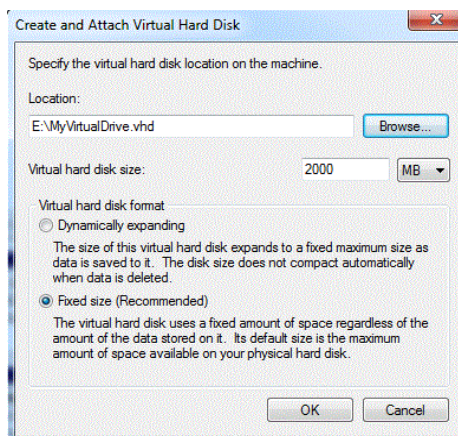 Create and Attach Virtual Hard Disk
Specify the virtual hard disk location on the machine.
Location:
E:\MyVirtualDrive.vhd Browse...
Virtual hard disk size: 2000 MB
Virtual hard disk format
Dynamically expanding
The size of this virtual hard disk expands to a fixed maximum size as
data is saved to it. The disk size does not compact automatically
when data is deleted.
Fixed size (Recommended)
The virtual hard disk uses a fixed amount of space regardless of the
amount of the data stored on it. Its default size is the maximum
amount of space available on your physical hard disk.
OK Cancel